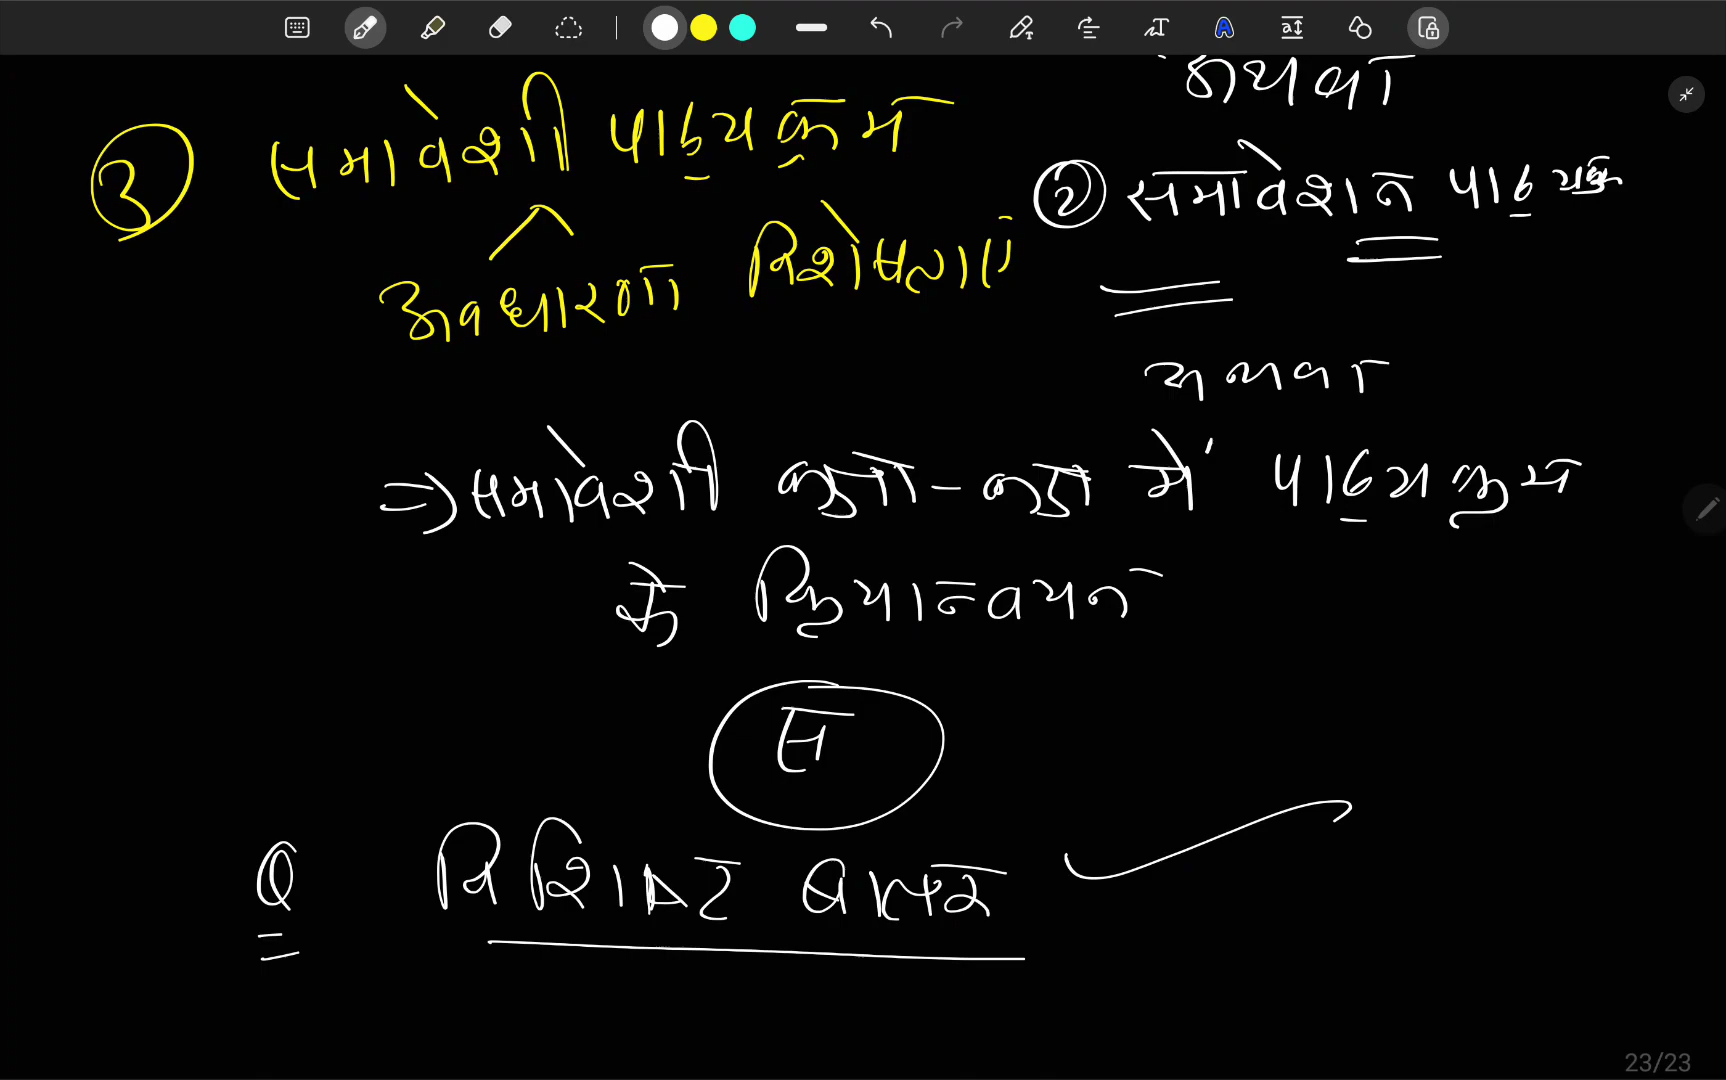 अथवा
③ समावेशी पाठ्यक्रम
② समावेशन पाठ्यक्रम
अवधारणा विशेषताएं
अथवा
⇒ समावेशी कक्षा-कक्ष में पाठ्यक्रम
के क्रियान्वयन
स
Q विशिष्ट बालक
23/23